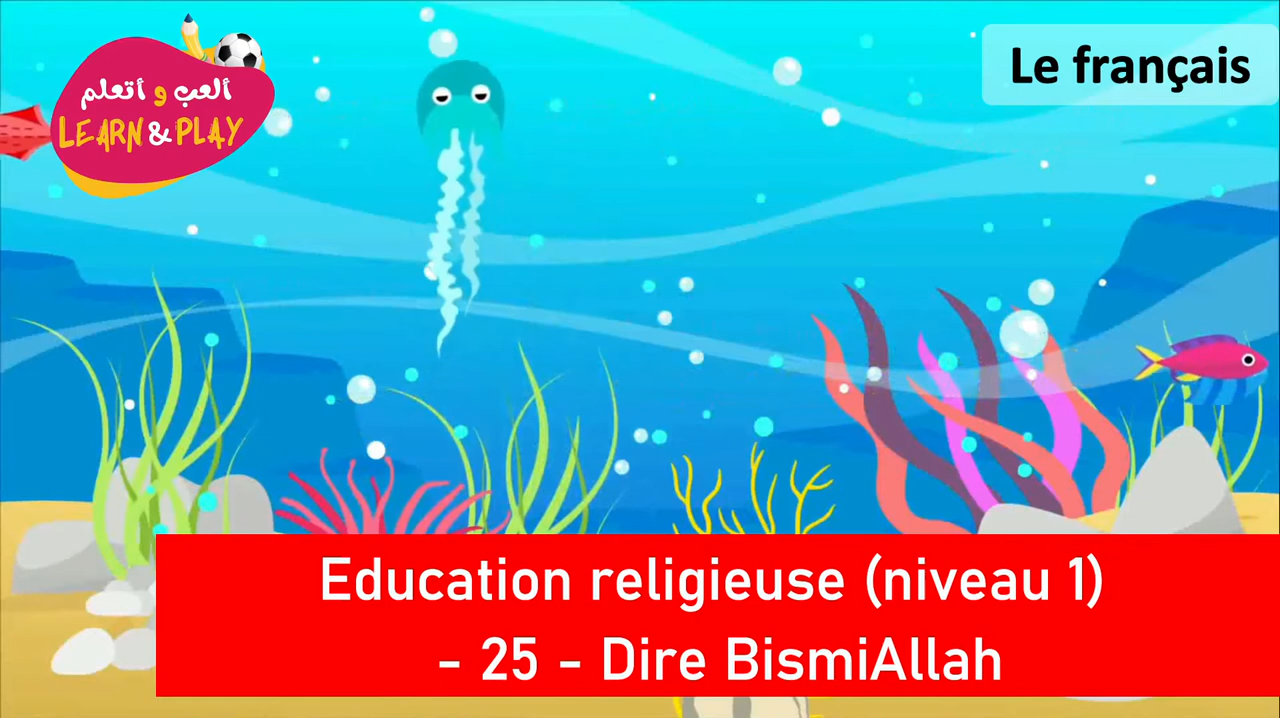 ألعب و أتعلم
LEARN & PLAY
Le français
Education religieuse (niveau 1)
- 25 - Dire BismiAllah